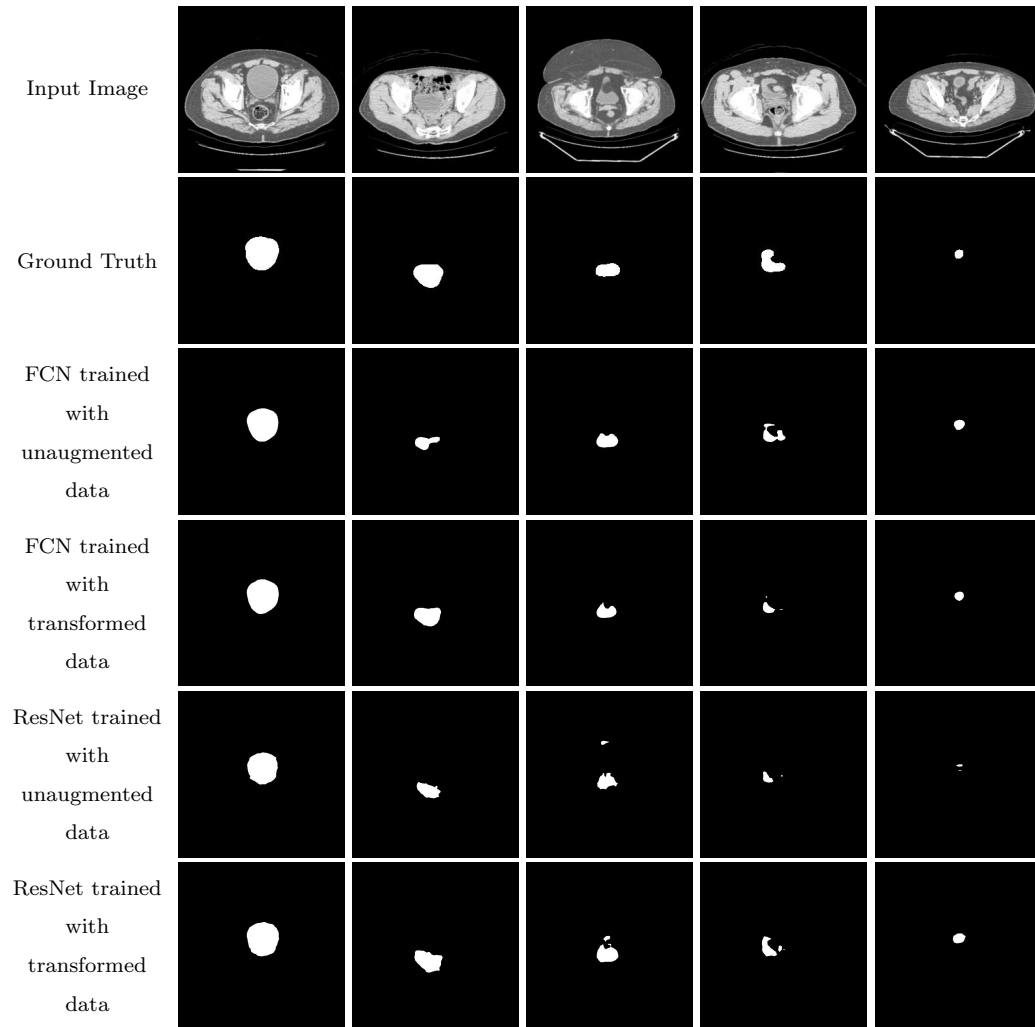 Input Image
Ground Truth
FCN trained
with
unaugmented
data
FCN trained
with
transformed
data
ResNet trained
with
unaugmented
data
ResNet trained
with
transformed
data